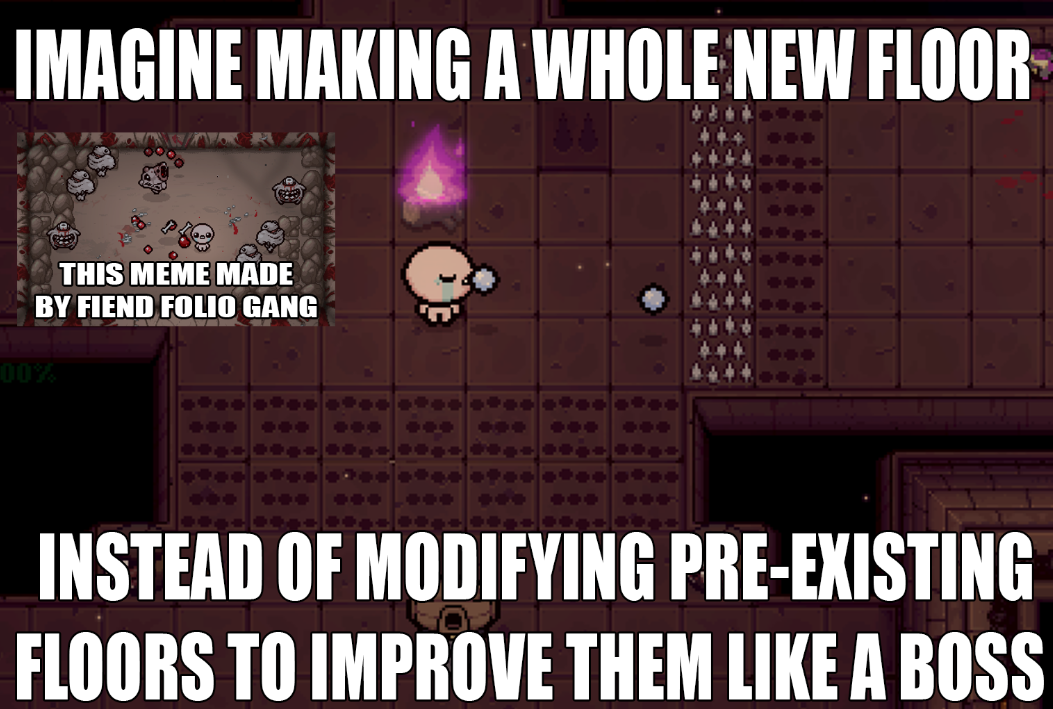 IMAGINE MAKING A WHOLE NEW FLOOR
THIS MEME MADE
BY FIEND FOLIO GANG
00%
INSTEAD OF MODIFYING PRE-EXISTING
FLOORS TO IMPROVE THEM LIKE A BOSS